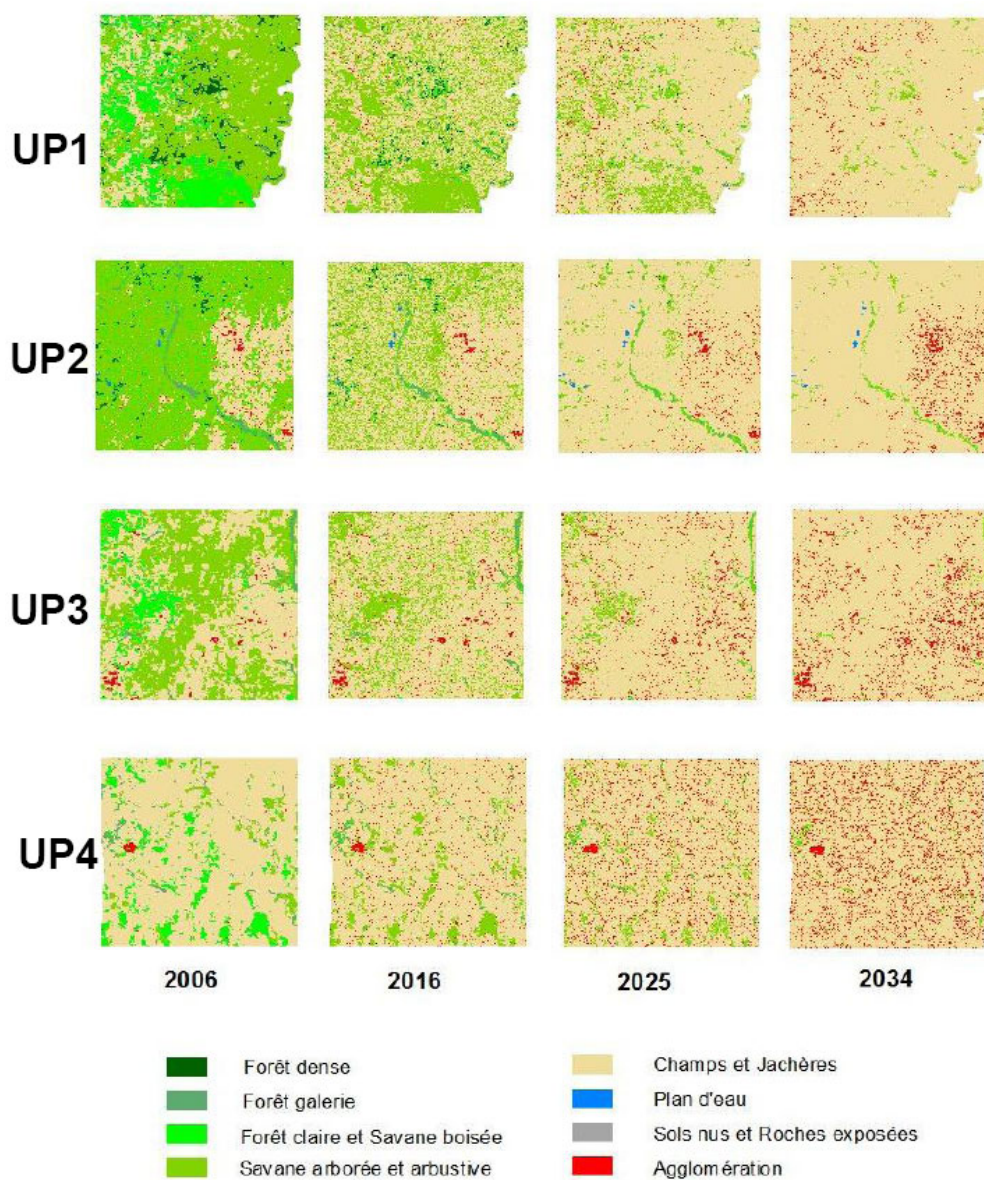 UP1
UP2
UP3
UP4
2006 2016 2025 2034
Forêt dense
Forêt galerie
Forêt claire et Savane boisée
Savane arborée et arbustive
Champs et Jachères
Plan d'eau
Sols nus et Roches exposées
Agglomération